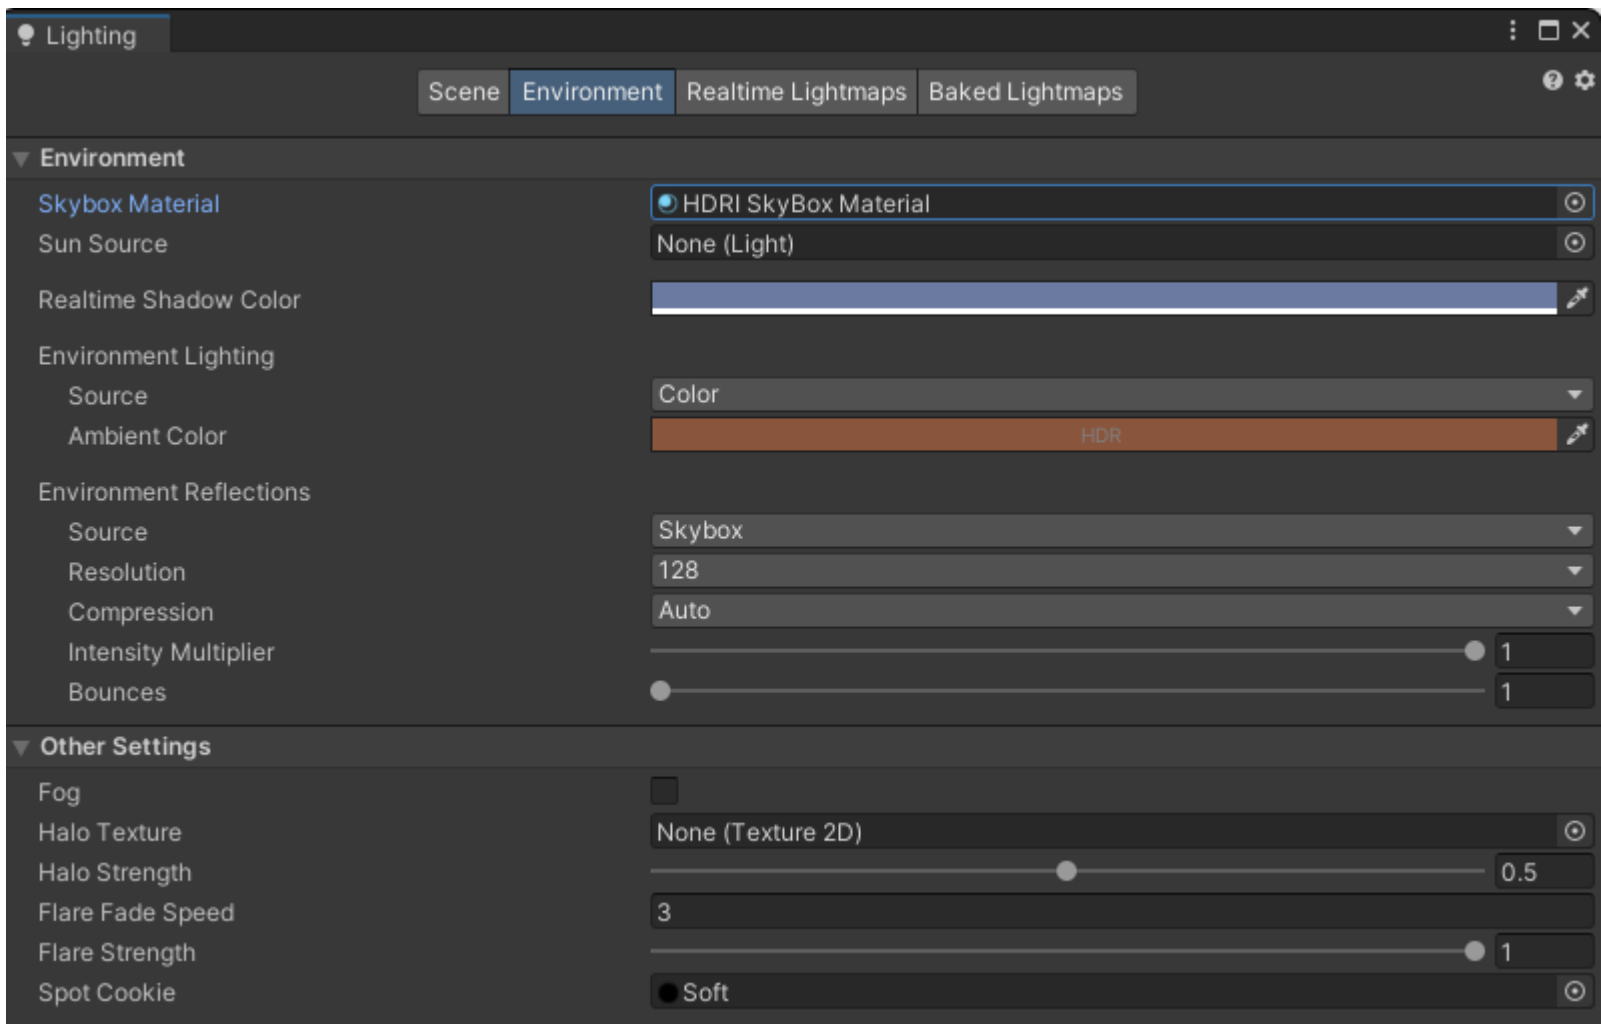 Lighting
Scene Environment Realtime Lightmaps Baked Lightmaps
Environment
Skybox Material HDRI SkyBox Material
Sun Source None (Light)
Realtime Shadow Color
Environment Lighting
Source Color
Ambient Color HDR
Environment Reflections
Source Skybox
Resolution 128
Compression Auto
Intensity Multiplier 1
Bounces 1
Other Settings
Fog
Halo Texture None (Texture 2D)
Halo Strength 0.5
Flare Fade Speed 3
Flare Strength 1
Spot Cookie Soft